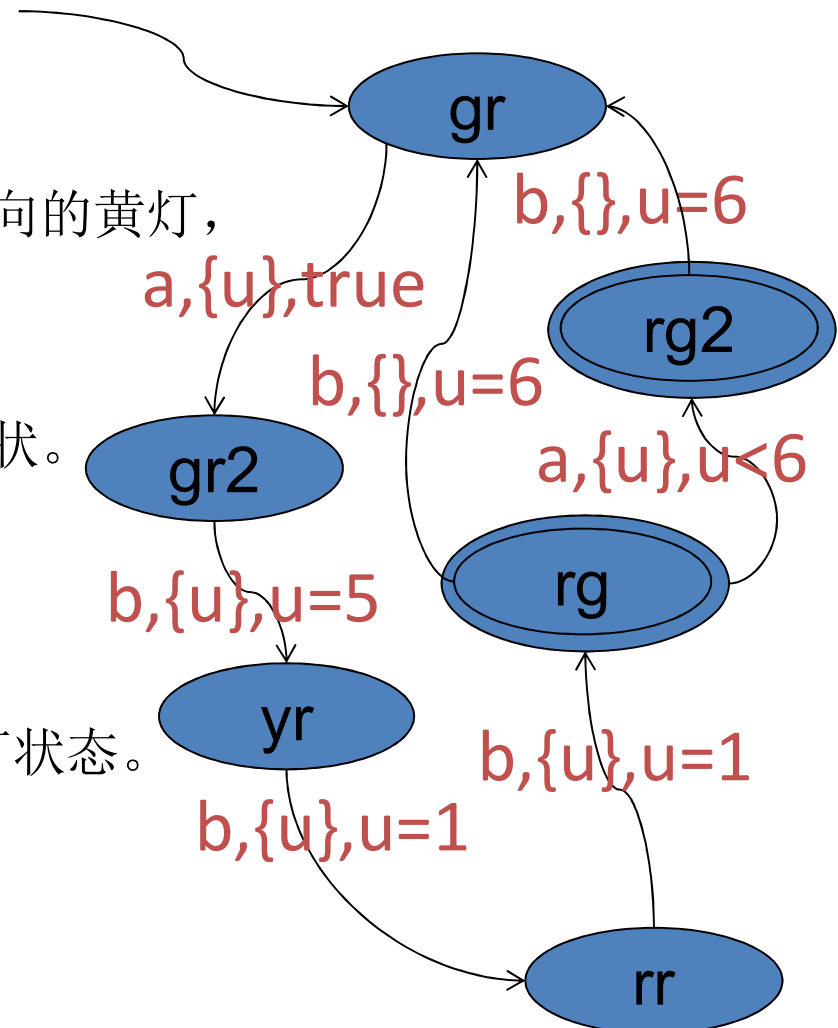 gr
b,{},u=6
向的黄灯，
a,{u},true
rg2
b,{},u=6
状。
a,{u},u<6
gr2
rg
b,{u},u=5
yr
状态。
b,{u},u=1
b,{u},u=1
rr